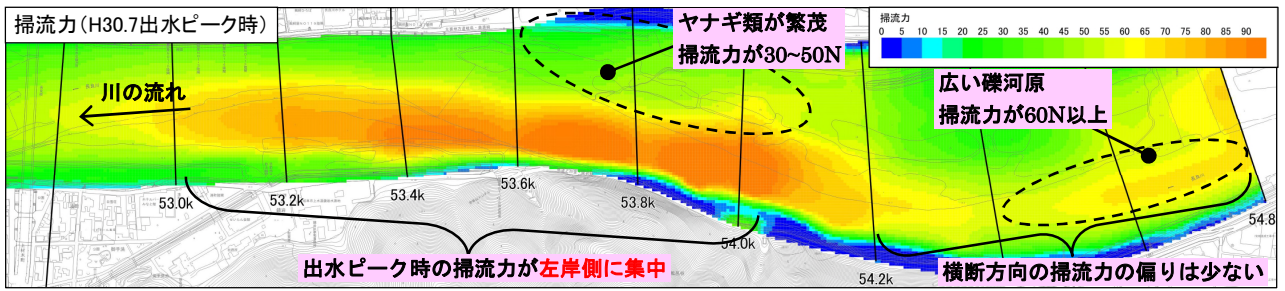 掃流力(H30.7出水ピーク時)
ヤナギ類が繁茂
掃流力が30~50N
掃流力
0 5 10 15 20 25 30 35 40 45 50 55 60 65 70 75 80 85 90
広い礫河原
掃流力が60N以上
川の流れ
53.0k
53.2k
53.4k
53.6k
53.8k
54.0k
54.2k
54.8
出水ピーク時の掃流力が左岸側に集中
横断方向の掃流力の偏りは少ない